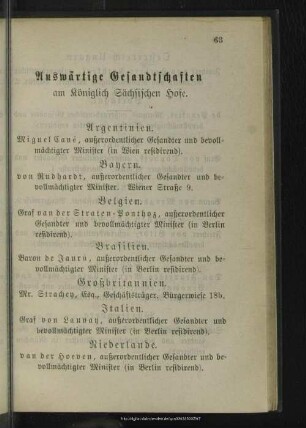 63
Auswärtige Gesandtschaften
am Königlich Sächsischen Hofe.
Argentinien.
Miguel Cané, außerordentlicher Gesandter und bevoll-
mächtigter Minister (in Wien residirend).
Bayern.
von Rudhardt, außerordentlicher Gesandter und be-
vollmächtigter Minister. Wiener Straße 9.
Belgien.
Graf van der Straten-Ponthoz, außerordentlicher
Gesandter und bevollmächtigter Minister (in Berlin
residirend).
Brasilien.
Baron de Jaurú, außerordentlicher Gesandter und be-
vollmächtigter Minister (in Berlin residirend).
Großbritannien.
Mr. Strachey, Esq., Geschäftsträger. Bürgerwiese 18b.
Italien.
Graf von Launay, außerordentlicher Gesandter und
bevollmächtigter Minister (in Berlin residirend).
Niederlande.
van der Hoeven, außerordentlicher Gesandter und be-
vollmächtigter Minister (in Berlin residirend).